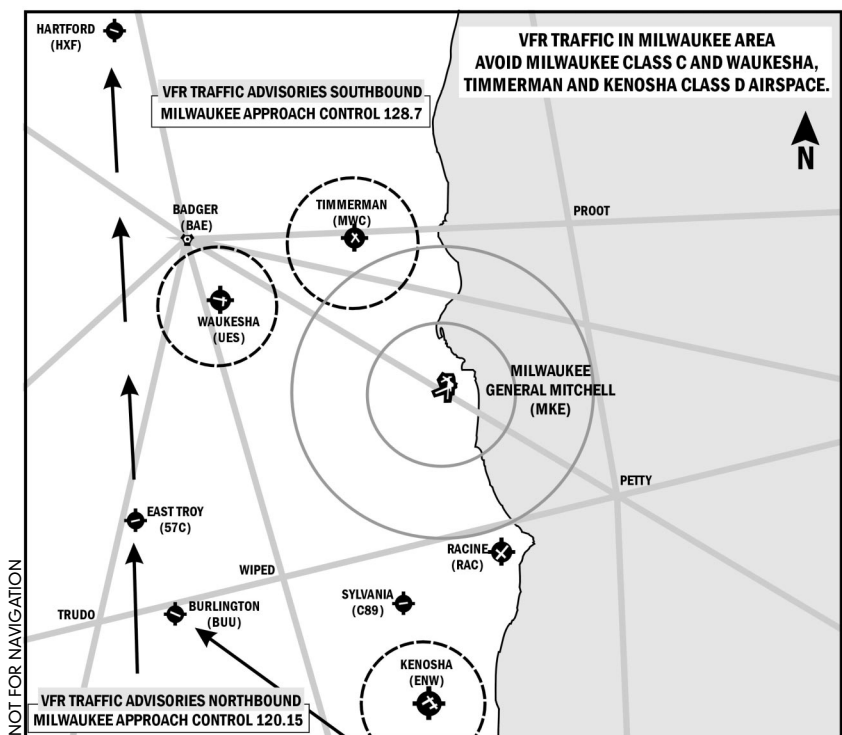 HARTFORD
(HXF)
VFR TRAFFIC IN MILWAUKEE AREA
AVOID MILWAUKEE CLASS C AND WAUKESHA,
TIMMERMAN AND KENOSHA CLASS D AIRSPACE.
VFR TRAFFIC ADVISORIES SOUTHBOUND
MILWAUKEE APPROACH CONTROL 128.7
N
BADGER
(BAE)
TIMMERMAN
(MWC)
PROOT
WAUKESHA
(UES)
MILWAUKEE
GENERAL MITCHELL
(MKE)
PETTY
EAST TROY
(57C)
RACINE
(RAC)
WIPED
SYLVANIA
(C89)
TRUDO
BURLINGTON
(BUU)
KENOSHA
(ENW)
VFR TRAFFIC ADVISORIES NORTHBOUND
MILWAUKEE APPROACH CONTROL 120.15
NOT FOR NAVIGATION